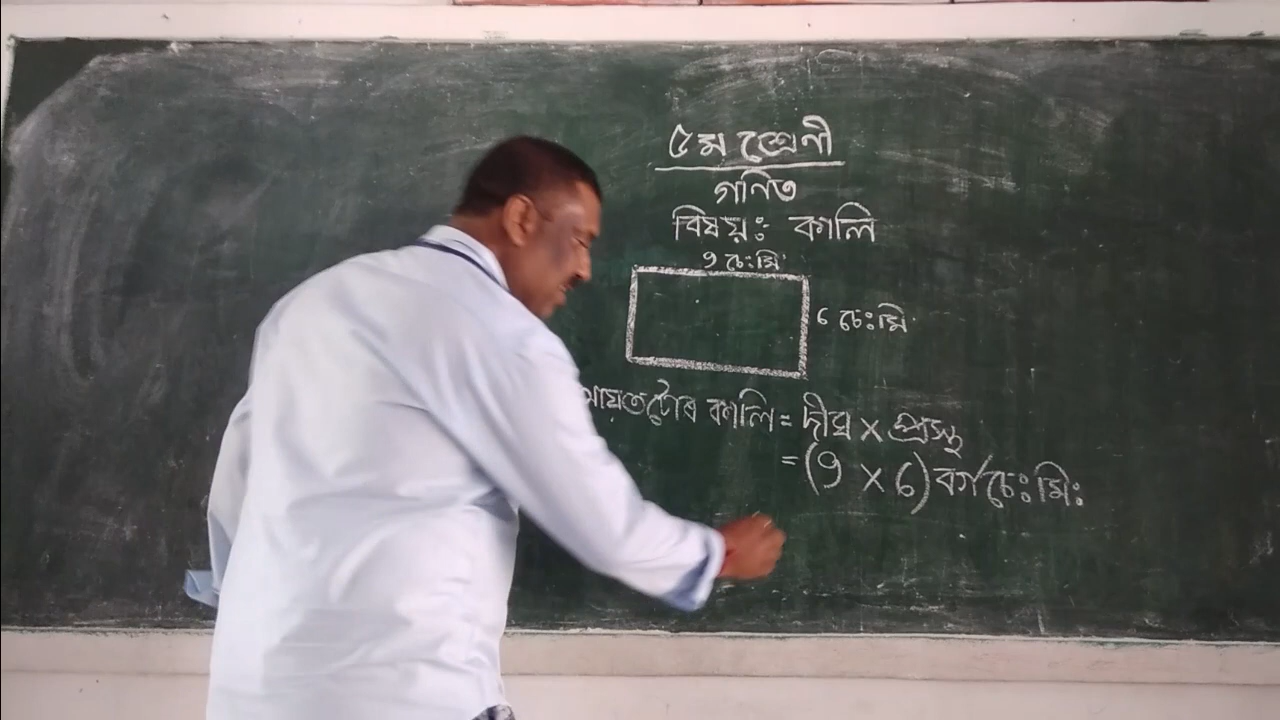 ৫ম শ্ৰেণী
গণিত
বিষয়ঃ কালি
৭ চেঃমি
৬ চেঃমি
আয়তটোৰ কালি = দীঘ × প্ৰস্থ
= (৭ × ৬) বৰ্গ চেঃমিঃ